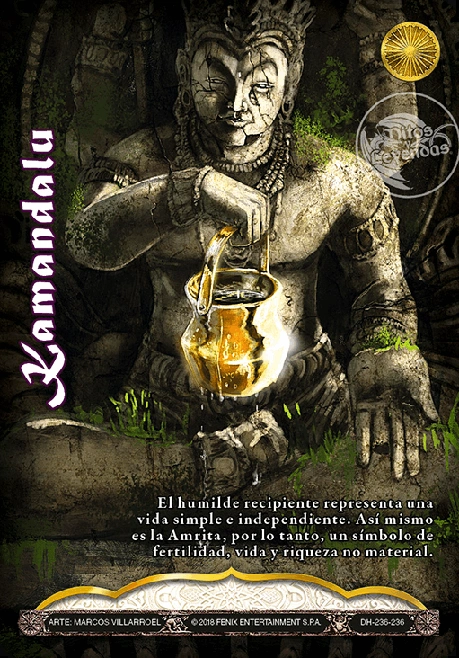 Mitos
y
Leyendas
Kamandalu
El humilde recipiente representa una
vida simple e independiente. Así mismo
es la Amrita, por lo tanto, un símbolo de
fertilidad, vida y riqueza no material.
ARTE: MARCOS VILLARROEL ©2018 FENIX ENTERTAINMENT S.P.A. DH-236-236